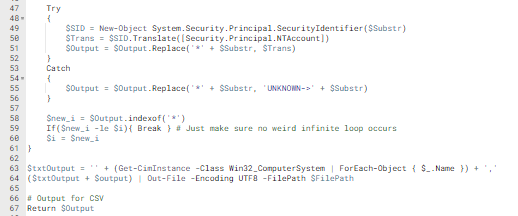 47 Try
48 {
49 $SID = New-Object System.Security.Principal.SecurityIdentifier($Substr)
50 $Trans = $SID.Translate([Security.Principal.NTAccount])
51 $Output = $Output.Replace('*' + $Substr, $Trans)
52 }
53 Catch
54 {
55 $Output = $Output.Replace('*' + $Substr, 'UNKNOWN->' + $Substr)
56 }
57
58 $new_i = $Output.indexof('*')
59 If($new_i -le $i){ Break } # Just make sure no weird infinite loop occurs
60 $i = $new_i
61 }
62
63 $txtOutput = '' + (Get-CimInstance -Class Win32_ComputerSystem | ForEach-Object { $_.Name }) + ','
64 ($txtOutput + $output) | Out-File -Encoding UTF8 -FilePath $FilePath
65
66 # Output for CSV
67 Return $Output